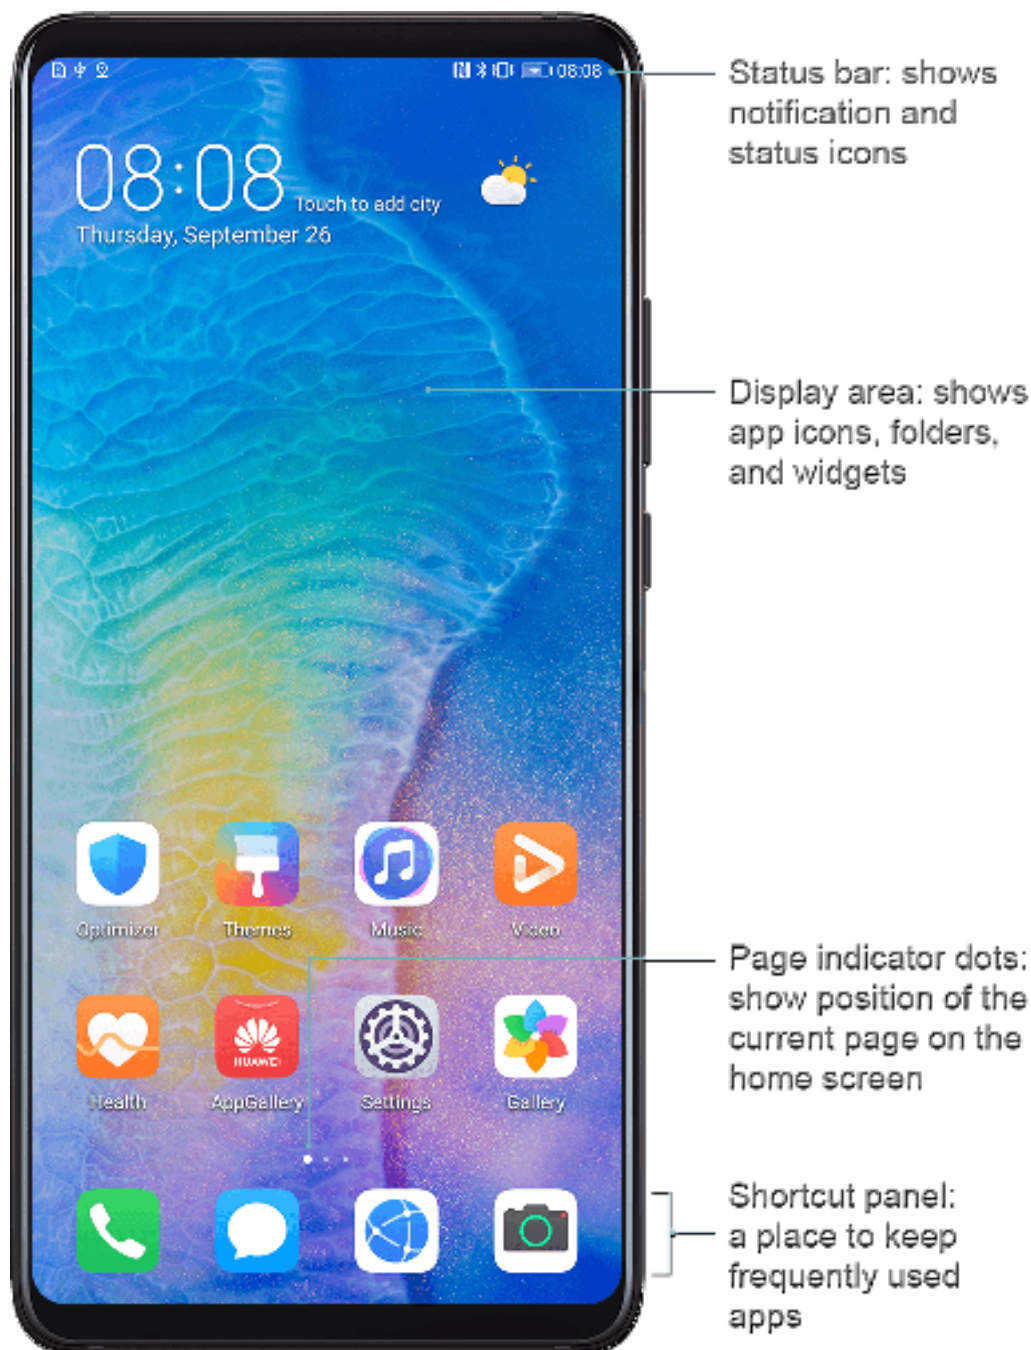 08:08
Status bar: shows
notification and
status icons
08:08 Touch to add city
Thursday, September 26
Display area: shows
app icons, folders,
and widgets
Optimizer Themes Music Video
Page indicator dots:
show position of the
current page on the
home screen
HUAWEI
Health AppGallery Settings Gallery
Shortcut panel:
a place to keep
frequently used
apps